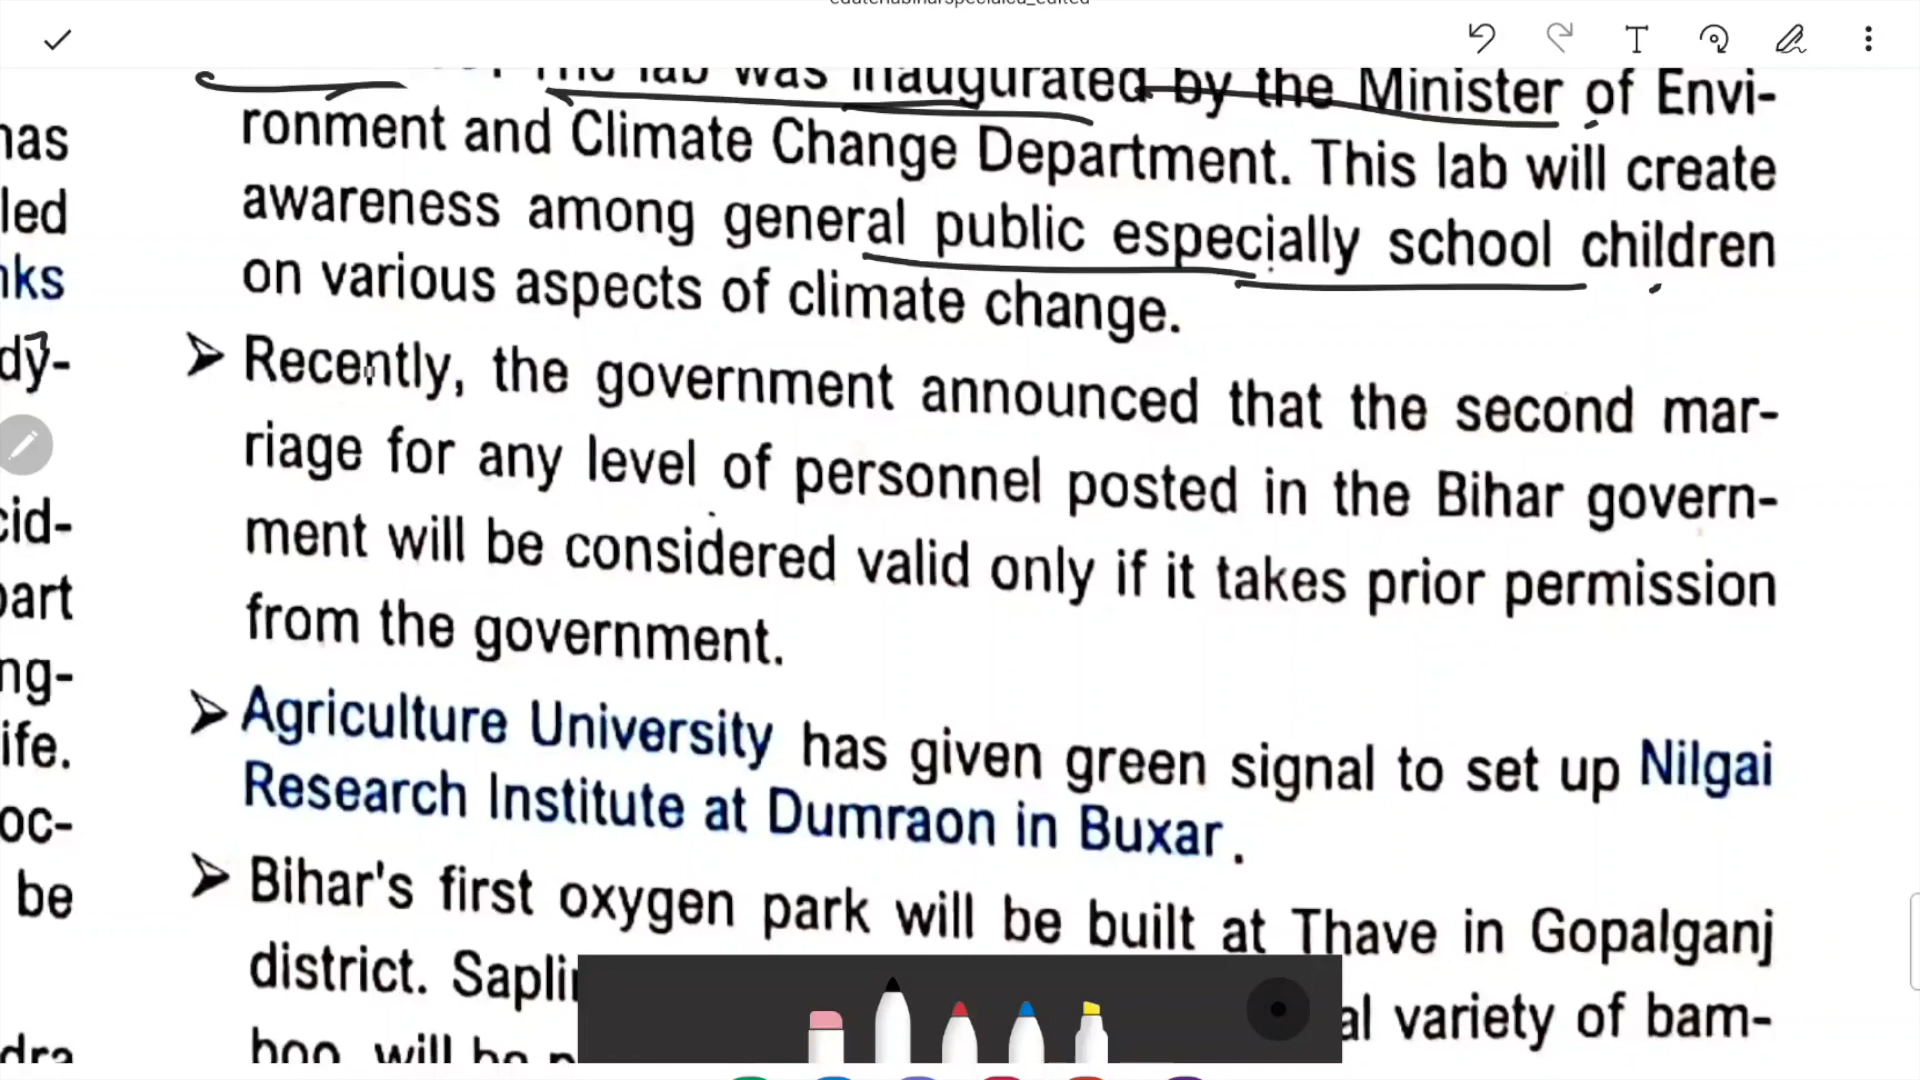 The lab was inaugurated by the Minister of Envi-
ronment and Climate Change Department. This lab will create
awareness among general public especially school children
on various aspects of climate change.
➤ Recently, the government announced that the second mar-
riage for any level of personnel posted in the Bihar govern-
ment will be considered valid only if it takes prior permission
from the government.
➤ Agriculture University has given green signal to set up Nilgai
Research Institute at Dumraon in Buxar.
➤ Bihar's first oxygen park will be built at Thave in Gopalganj
district. variety of bam-
boo, will be
has
led
nks
dy-
cid-
part
ng-
ife.
oc-
be
dra